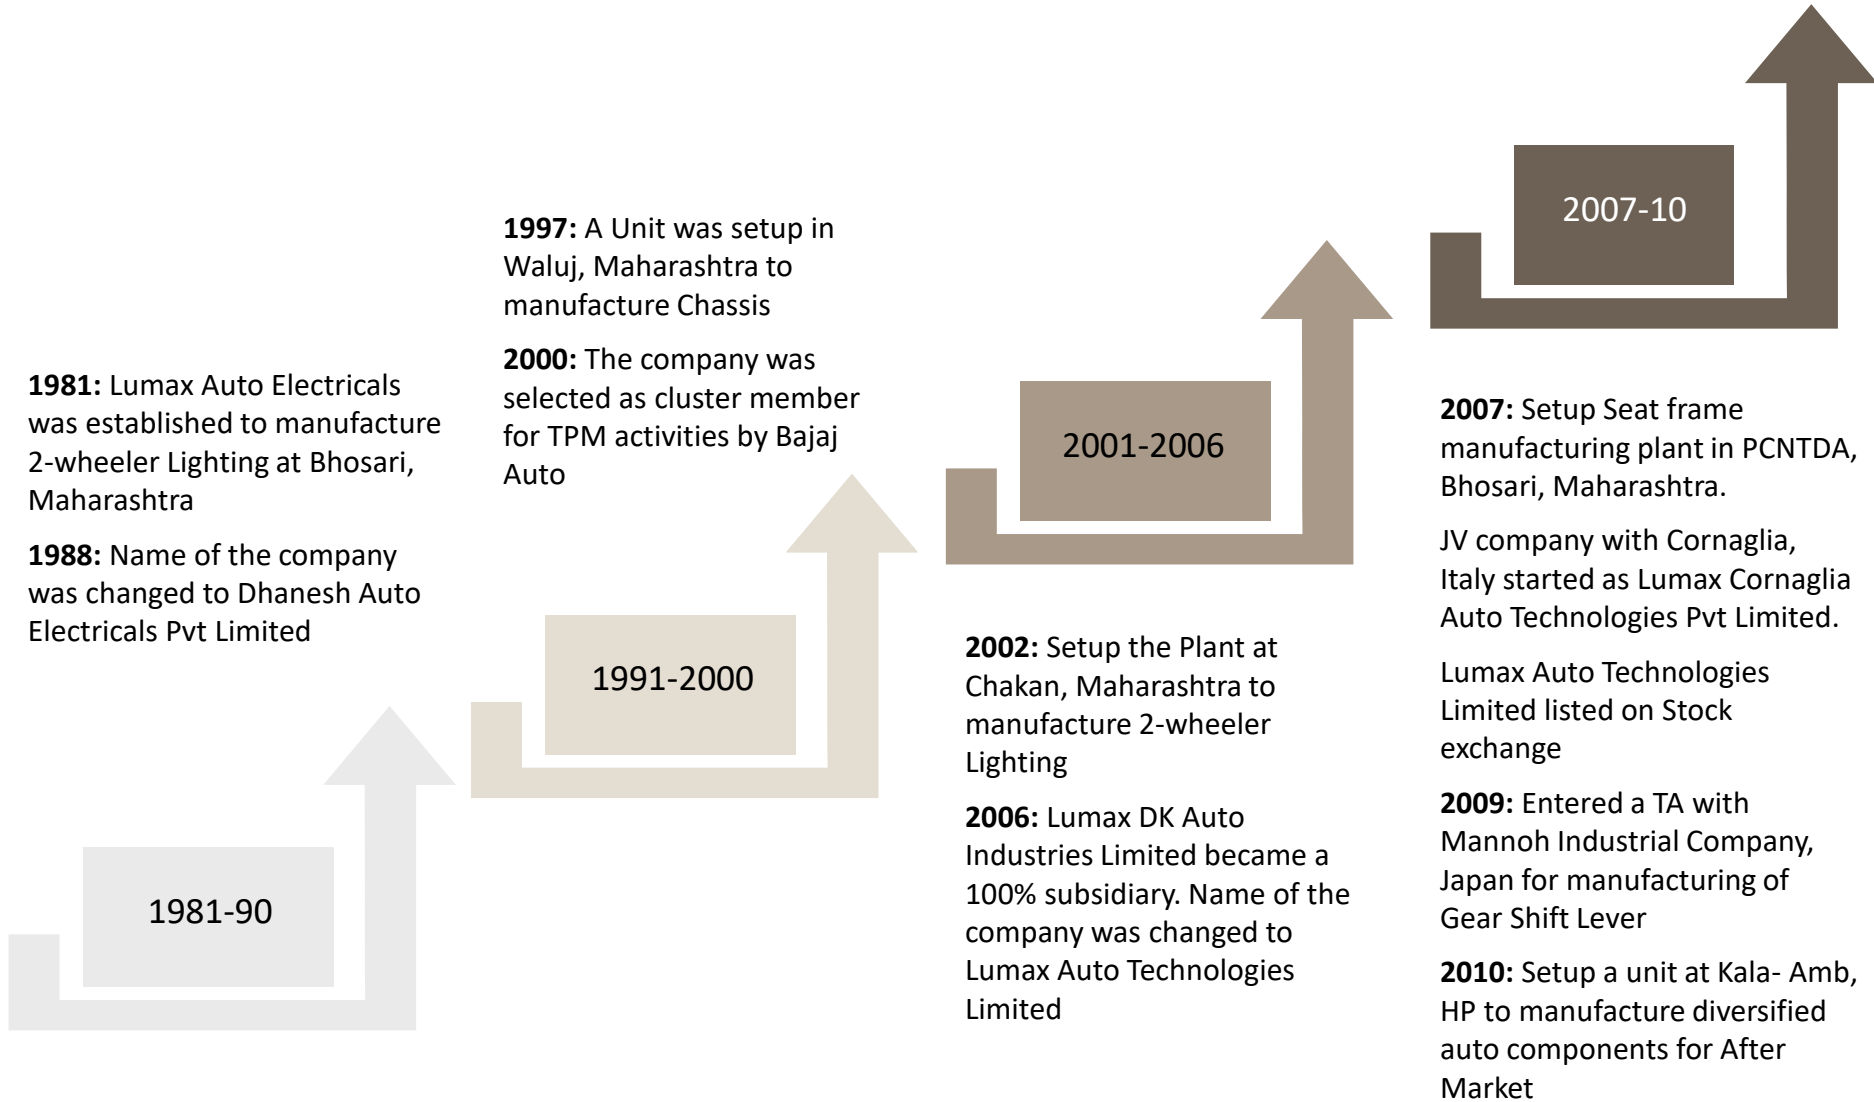 1981-90
1981: Lumax Auto Electricals
was established to manufacture
2-wheeler Lighting at Bhosari,
Maharashtra
1988: Name of the company
was changed to Dhanesh Auto
Electricals Pvt Limited
1991-2000
1997: A Unit was setup in
Waluj, Maharashtra to
manufacture Chassis
2000: The company was
selected as cluster member
for TPM activities by Bajaj
Auto
2001-2006
2002: Setup the Plant at
Chakan, Maharashtra to
manufacture 2-wheeler
Lighting
2006: Lumax DK Auto
Industries Limited became a
100% subsidiary. Name of the
company was changed to
Lumax Auto Technologies
Limited
2007-10
2007: Setup Seat frame
manufacturing plant in PCNTDA,
Bhosari, Maharashtra.
JV company with Cornaglia,
Italy started as Lumax Cornaglia
Auto Technologies Pvt Limited.
Lumax Auto Technologies
Limited listed on Stock
exchange
2009: Entered a TA with
Mannoh Industrial Company,
Japan for manufacturing of
Gear Shift Lever
2010: Setup a unit at Kala- Amb,
HP to manufacture diversified
auto components for After
Market